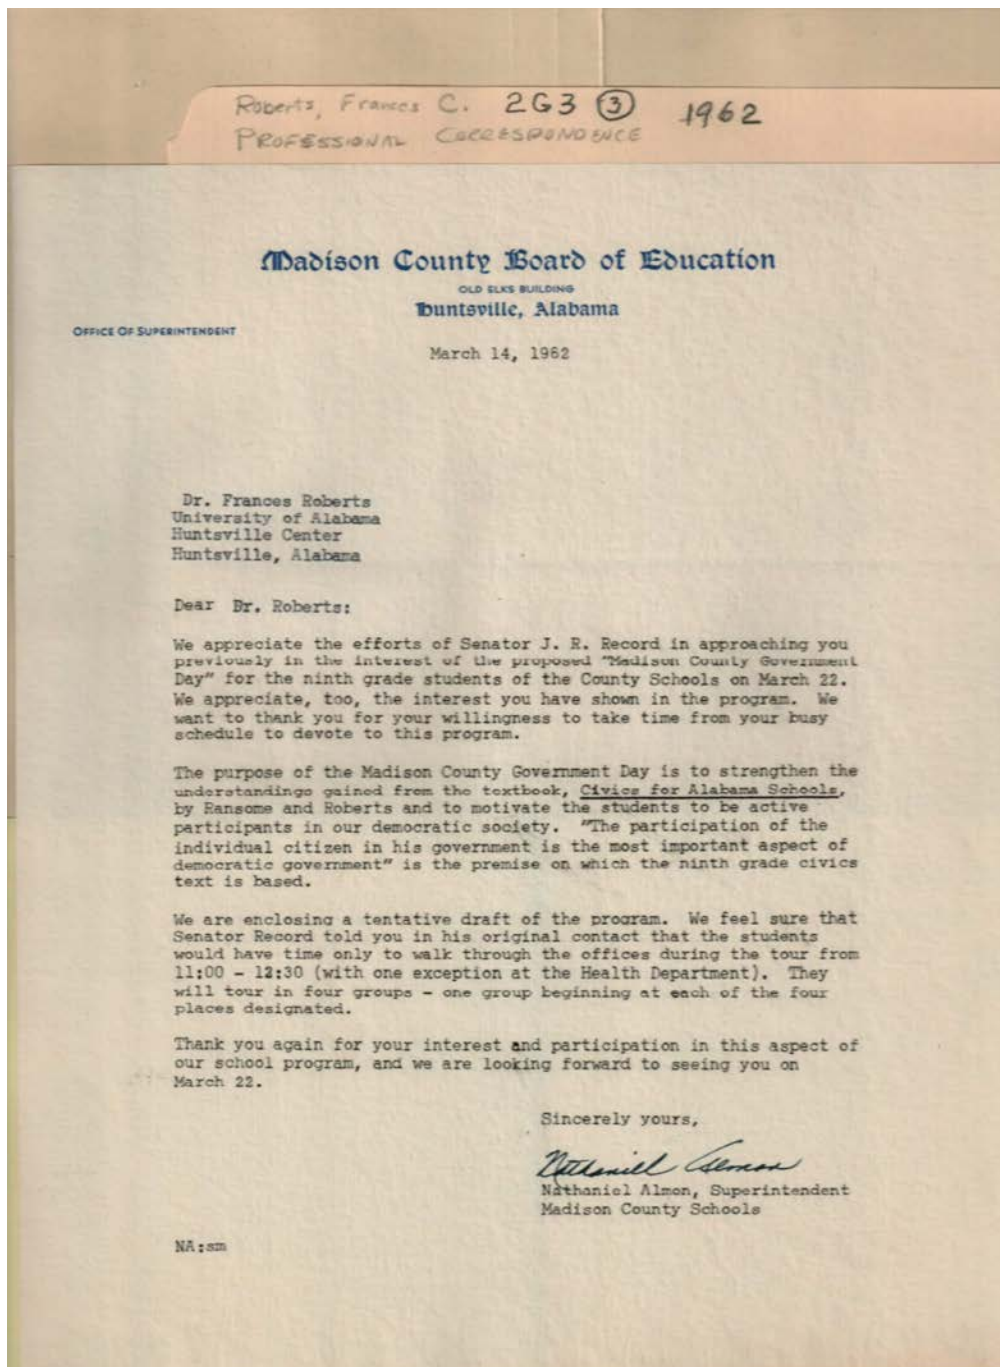 Roberts, Frances C. 2G3 ③ 1962
PROFESSIONAL CORRESPONDENCE
Madison County Board of Education
OLD ELKS BUILDING
Huntsville, Alabama
OFFICE OF SUPERINTENDENT
March 14, 1962
Dr. Frances Roberts
University of Alabama
Huntsville Center
Huntsville, Alabama
Dear Dr. Roberts:
We appreciate the efforts of Senator J. R. Record in approaching you
previously in the interest of the proposed "Madison County Government
Day" for the ninth grade students of the County Schools on March 22.
We appreciate, too, the interest you have shown in the program. We
want to thank you for your willingness to take time from your busy
schedule to devote to this program.
The purpose of the Madison County Government Day is to strengthen the
understandings gained from the textbook, Civics for Alabama Schools,
by Ransome and Roberts and to motivate the students to be active
participants in our democratic society. "The participation of the
individual citizen in his government is the most important aspect of
democratic government" is the premise on which the ninth grade civics
text is based.
We are enclosing a tentative draft of the program. We feel sure that
Senator Record told you in his original contact that the students
would have time only to walk through the offices during the tour from
11:00 - 12:30 (with one exception at the Health Department). They
will tour in four groups - one group beginning at each of the four
places designated.
Thank you again for your interest and participation in this aspect of
our school program, and we are looking forward to seeing you on
March 22.
Sincerely yours,
Nathaniel Almon
Nathaniel Almon, Superintendent
Madison County Schools
NA:sm